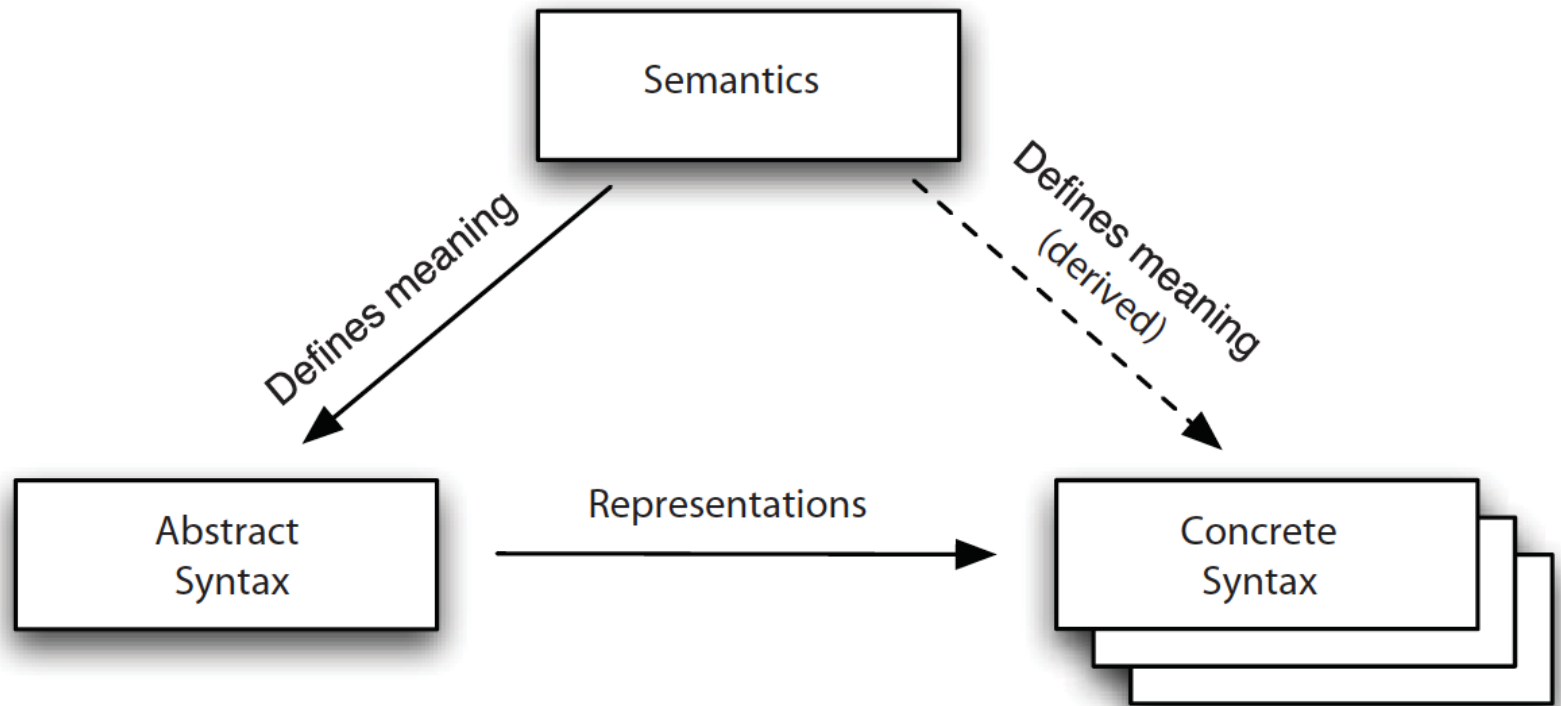 Semantics
Defines meaning
Defines meaning
(derived)
Representations
Abstract
Syntax
Concrete
Syntax